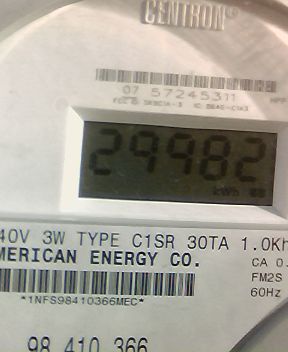 CENTRON®
07 57245311
29982
kWh
40V 3W TYPE C1SR 30TA 1.0Kh
MERICAN ENERGY CO.
CA 0.
FM2S
60Hz
*1NFS98410366MEC*
98 410 366